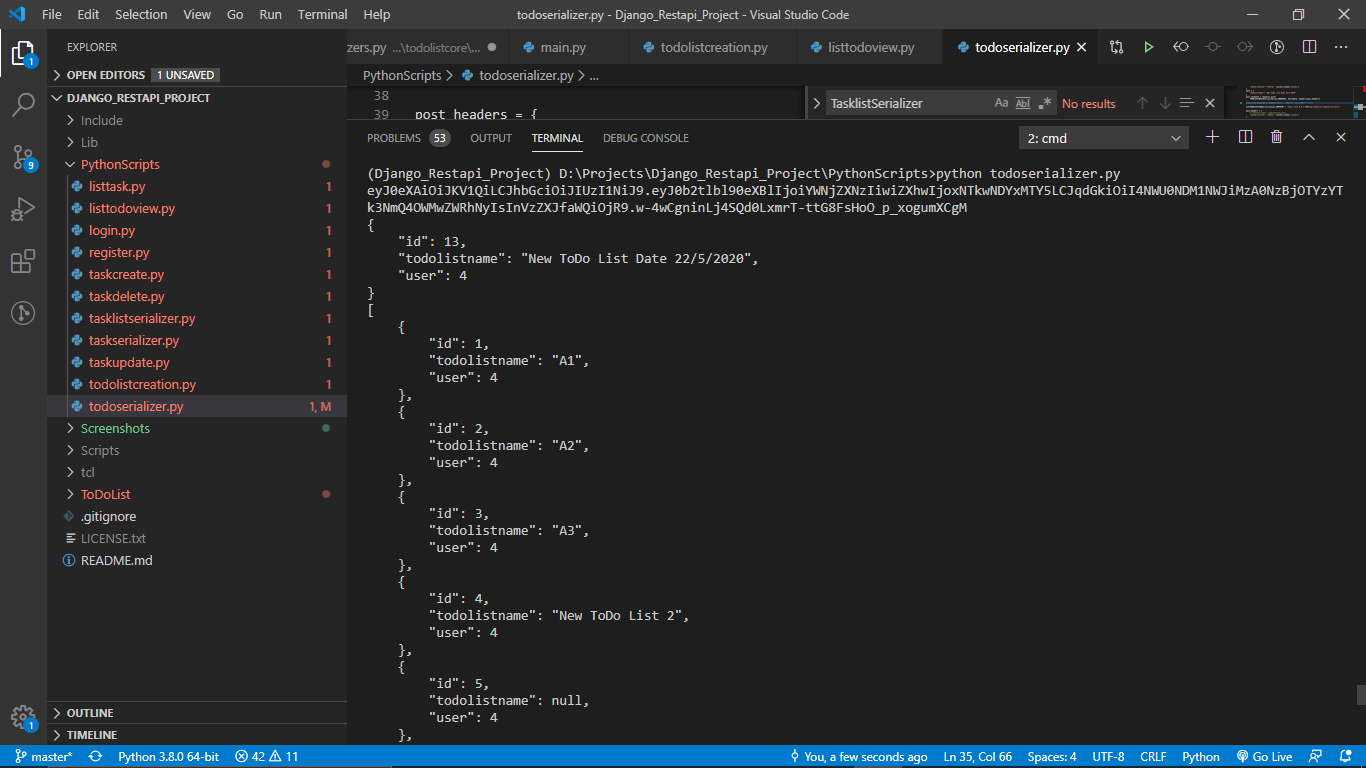 File Edit Selection View Go Run Terminal Help todoserializer.py - Django_Restapi_Project - Visual Studio Code
EXPLORER
OPEN EDITORS 1 UNSAVED
DJANGO_RESTAPI_PROJECT
Include
Lib
PythonScripts
listtask.py 1
listtodoview.py 1
login.py 1
register.py 1
taskcreate.py 1
taskdelete.py 1
tasklistserializer.py 1
taskserializer.py 1
taskupdate.py 1
todolistcreation.py 1
todoserializer.py 1, M
Screenshots
Scripts
tcl
ToDoList
.gitignore
LICENSE.txt
README.md
OUTLINE
TIMELINE
1
9
1
zers.py ...\todolistcore\... main.py todolistcreation.py listtodoview.py todoserializer.py
PythonScripts > todoserializer.py > ...
38
39 post_headers = {
TasklistSerializer Aa Abl .* No results
PROBLEMS 53 OUTPUT TERMINAL DEBUG CONSOLE 2: cmd
(Django_Restapi_Project) D:\Projects\Django_Restapi_Project\PythonScripts>python todoserializer.py
{
"id": 13,
"todolistname": "New ToDo List Date 22/5/2020",
"user": 4
}
[
{
"id": 1,
"todolistname": "A1",
"user": 4
},
{
"id": 2,
"todolistname": "A2",
"user": 4
},
{
"id": 3,
"todolistname": "A3",
"user": 4
},
{
"id": 4,
"todolistname": "New ToDo List 2",
"user": 4
},
{
"id": 5,
"todolistname": null,
"user": 4
},
master* Python 3.8.0 64-bit 42 11 You, a few seconds ago Ln 35, Col 66 Spaces: 4 UTF-8 CRLF Python Go Live